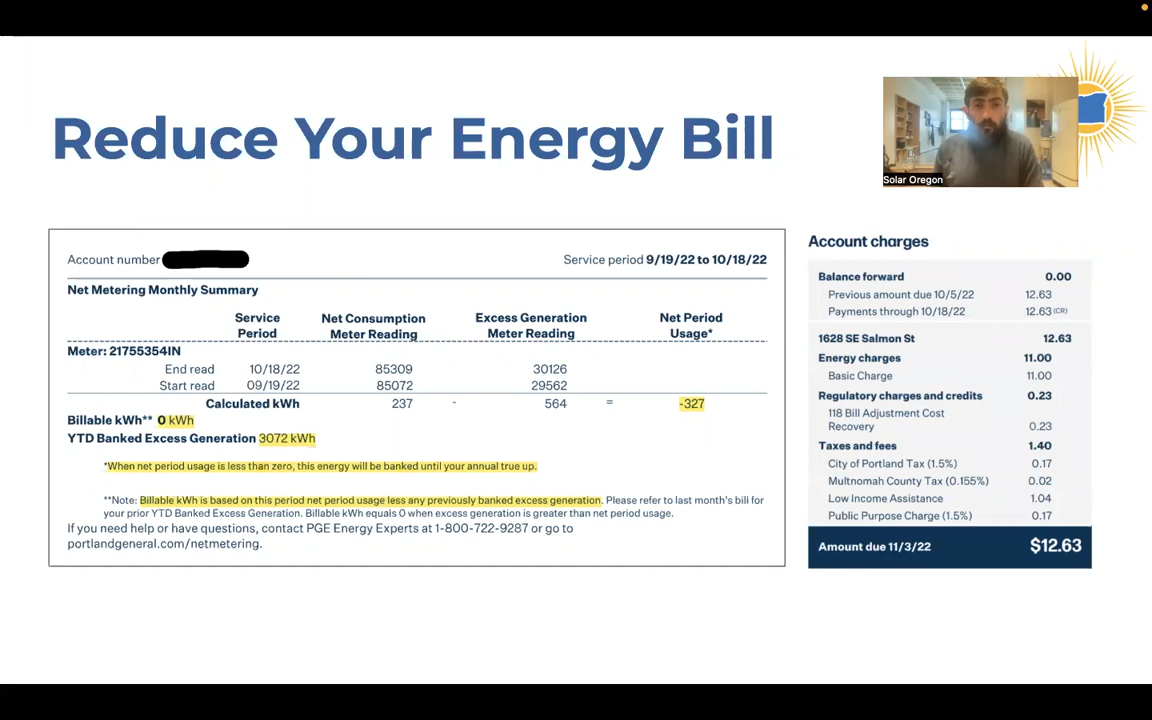 Reduce Your Energy Bill
Solar Oregon
Account number
Service period 9/19/22 to 10/18/22
Net Metering Monthly Summary
Service Period
Net Consumption Meter Reading
Excess Generation Meter Reading
Net Period Usage*
Meter: 21755354IN
End read 10/18/22 85309 30126
Start read 09/19/22 85072 29562
Calculated kWh 237 - 564 = -327
Billable kWh** 0 kWh
YTD Banked Excess Generation 3072 kWh
*When net period usage is less than zero, this energy will be banked until your annual true up.
**Note: Billable kWh is based on this period net period usage less any previously banked excess generation. Please refer to last month's bill for
your prior YTD Banked Excess Generation. Billable kWh equals 0 when excess generation is greater than net period usage.
If you need help or have questions, contact PGE Energy Experts at 1-800-722-9287 or go to
portlandgeneral.com/netmetering.
Account charges
Balance forward 0.00
Previous amount due 10/5/22 12.63
Payments through 10/18/22 12.63 (CR)
1628 SE Salmon St 12.63
Energy charges 11.00
Basic Charge 11.00
Regulatory charges and credits 0.23
118 Bill Adjustment Cost
Recovery 0.23
Taxes and fees 1.40
City of Portland Tax (1.5%) 0.17
Multnomah County Tax (0.155%) 0.02
Low Income Assistance 1.04
Public Purpose Charge (1.5%) 0.17
Amount due 11/3/22 $12.63